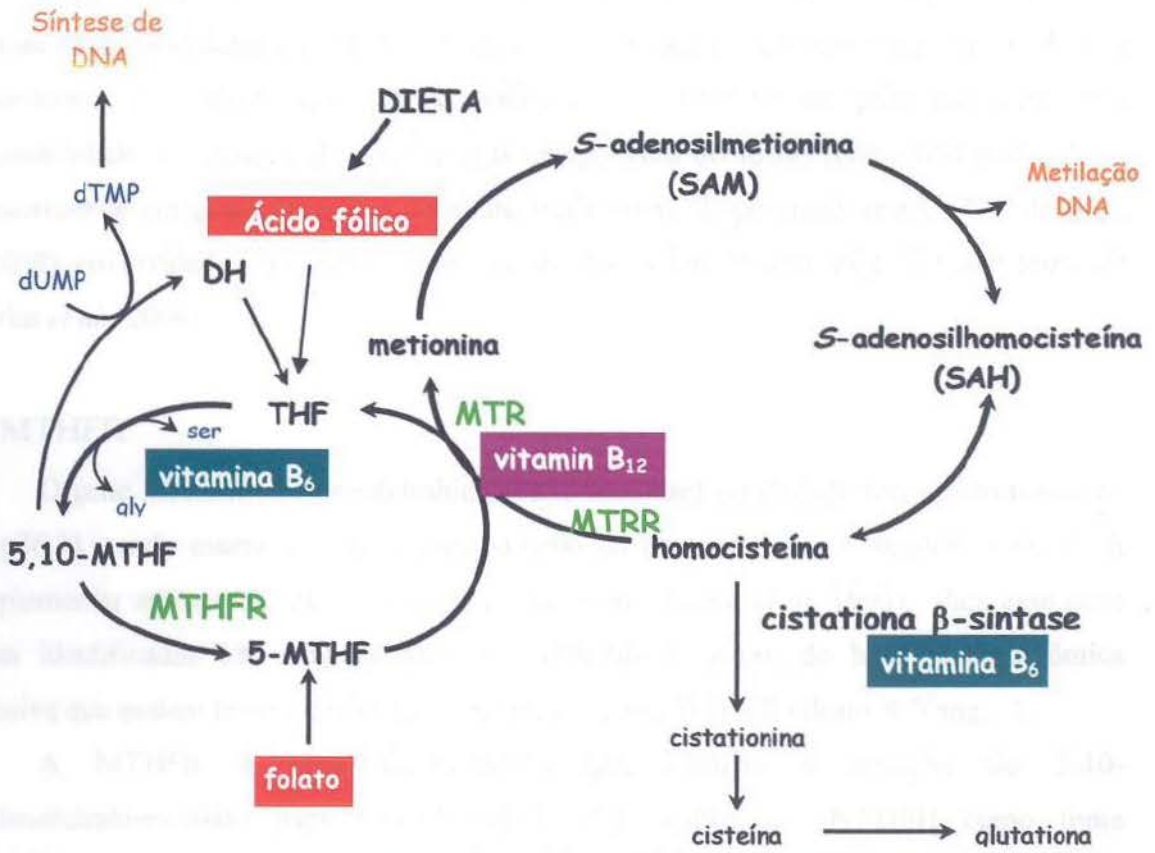 Síntese de
DNA
DIETA
S-adenosilmetionina
(SAM)
Metilação
DNA
dTMP
Ácido fólico
dUMP
DH
metionina
S-adenosilhomocisteína
(SAH)
THF
MTR
ser
vitamina B₆
vitamin B₁₂
gly
MTRR
5,10-MTHF
homocisteína
MTHFR
5-MTHF
cistationa β-sintase
vitamina B₆
cistationina
folato
cisteína
glutationa